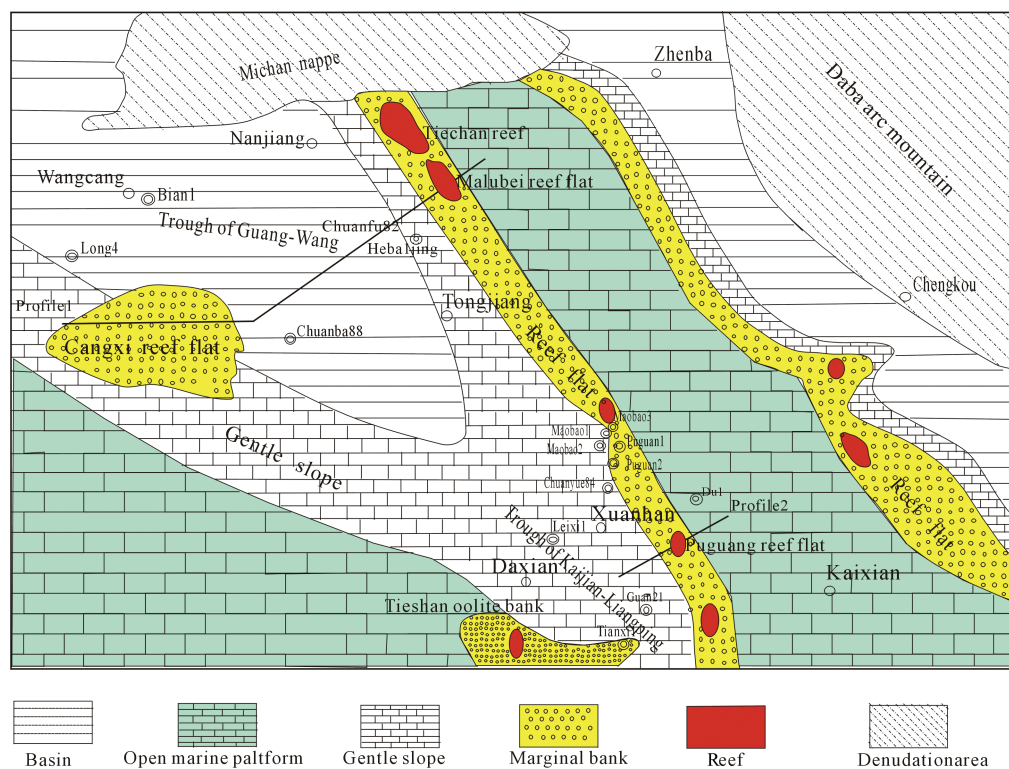 Zhenba
Michan nappe
Daba arc mountain
Nanjiang
Tiechan reef
Wangcang
Bian1
Malubei reef flat
Trough of Guang-Wang
Chuanfu82
Heba1jing
Long4
Chengkou
Profile1
Tongjiang
Chuanba88
Cangxi reef flat
Reef flat
Maobao3
Maobao1
Puguan1
Maobao2
Puguan2
Gentle slope
Chuanyue84
Du1
Reef flat
Profile2
Xuanhan
Leixi1
Trough of Kaijian-Liangping
Puguang reef flat
Daxian
Kaixian
Guan21
Tieshan oolite bank
Tianxi1
Basin
Open marine paltform
Gentle slope
Marginal bank
Reef
Denudationarea